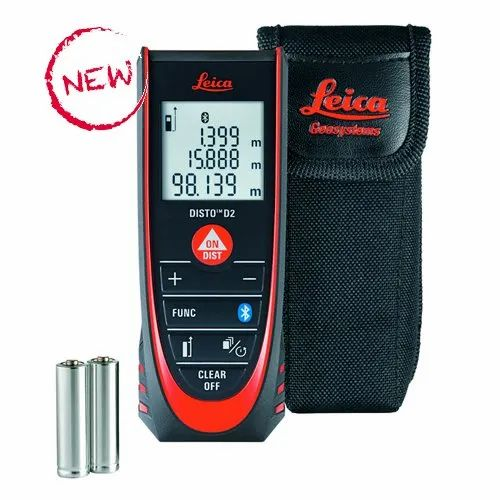 NEW
Leica
1.399 m
15.888 m
98.139 m
DISTO™ D2
ON
DIST
+ −
FUNC
CLEAR
OFF
Leica
Geosystems